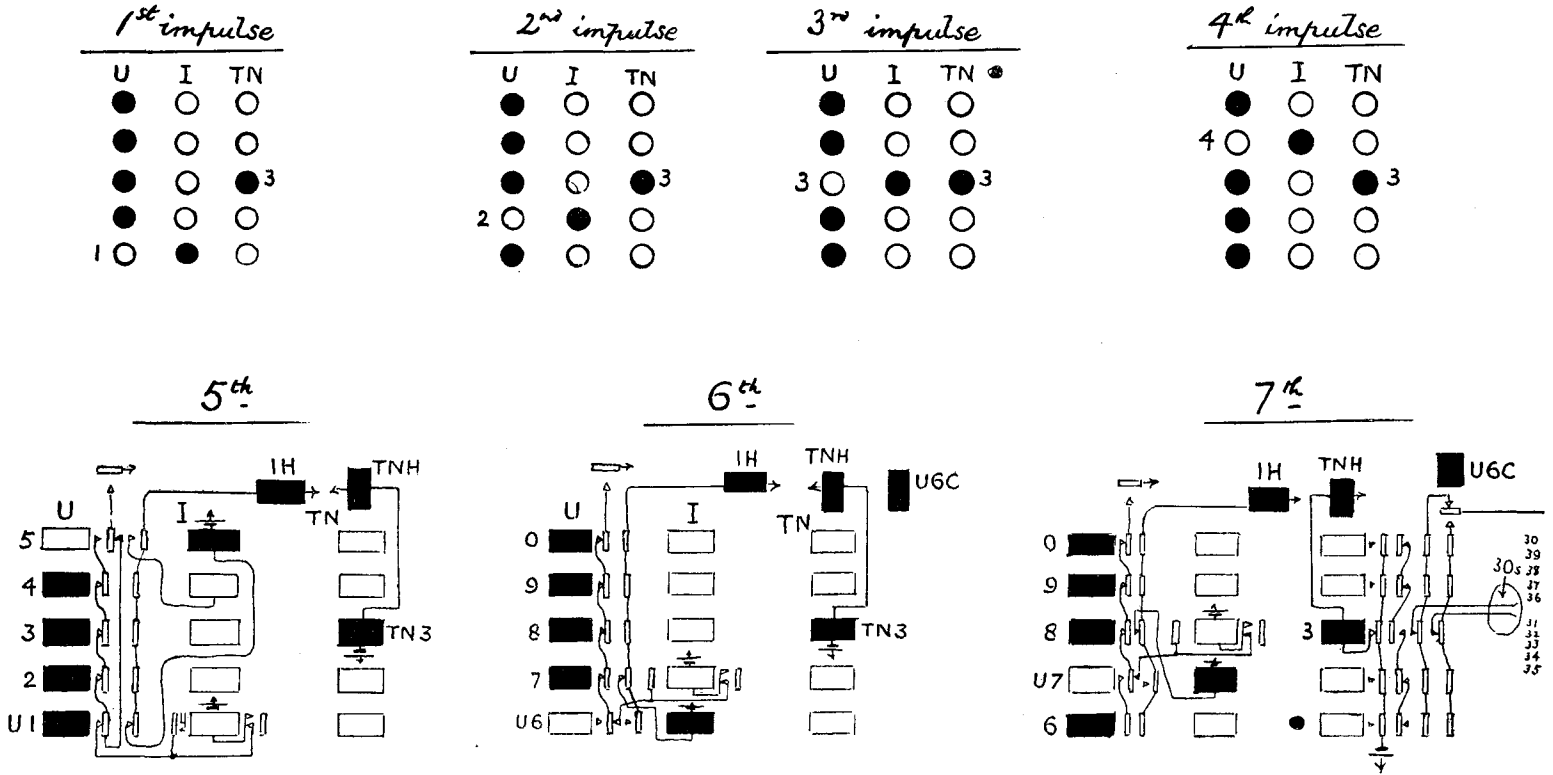 1st impulse
U I TN
3
1
2nd impulse
U I TN
3
2
3rd impulse
U I TN
3 3
4th impulse
U I TN
4
3
5th
IH TNH
U I TN
5
4
3 TN3
2
U1
6th
IH TNH U6C
U I TN
0
9
8 TN3
7
U6
7th
IH TNH U6C
0
9
8 3
U7
6
30
39
30s 38
37
36
31
32
33
34
35